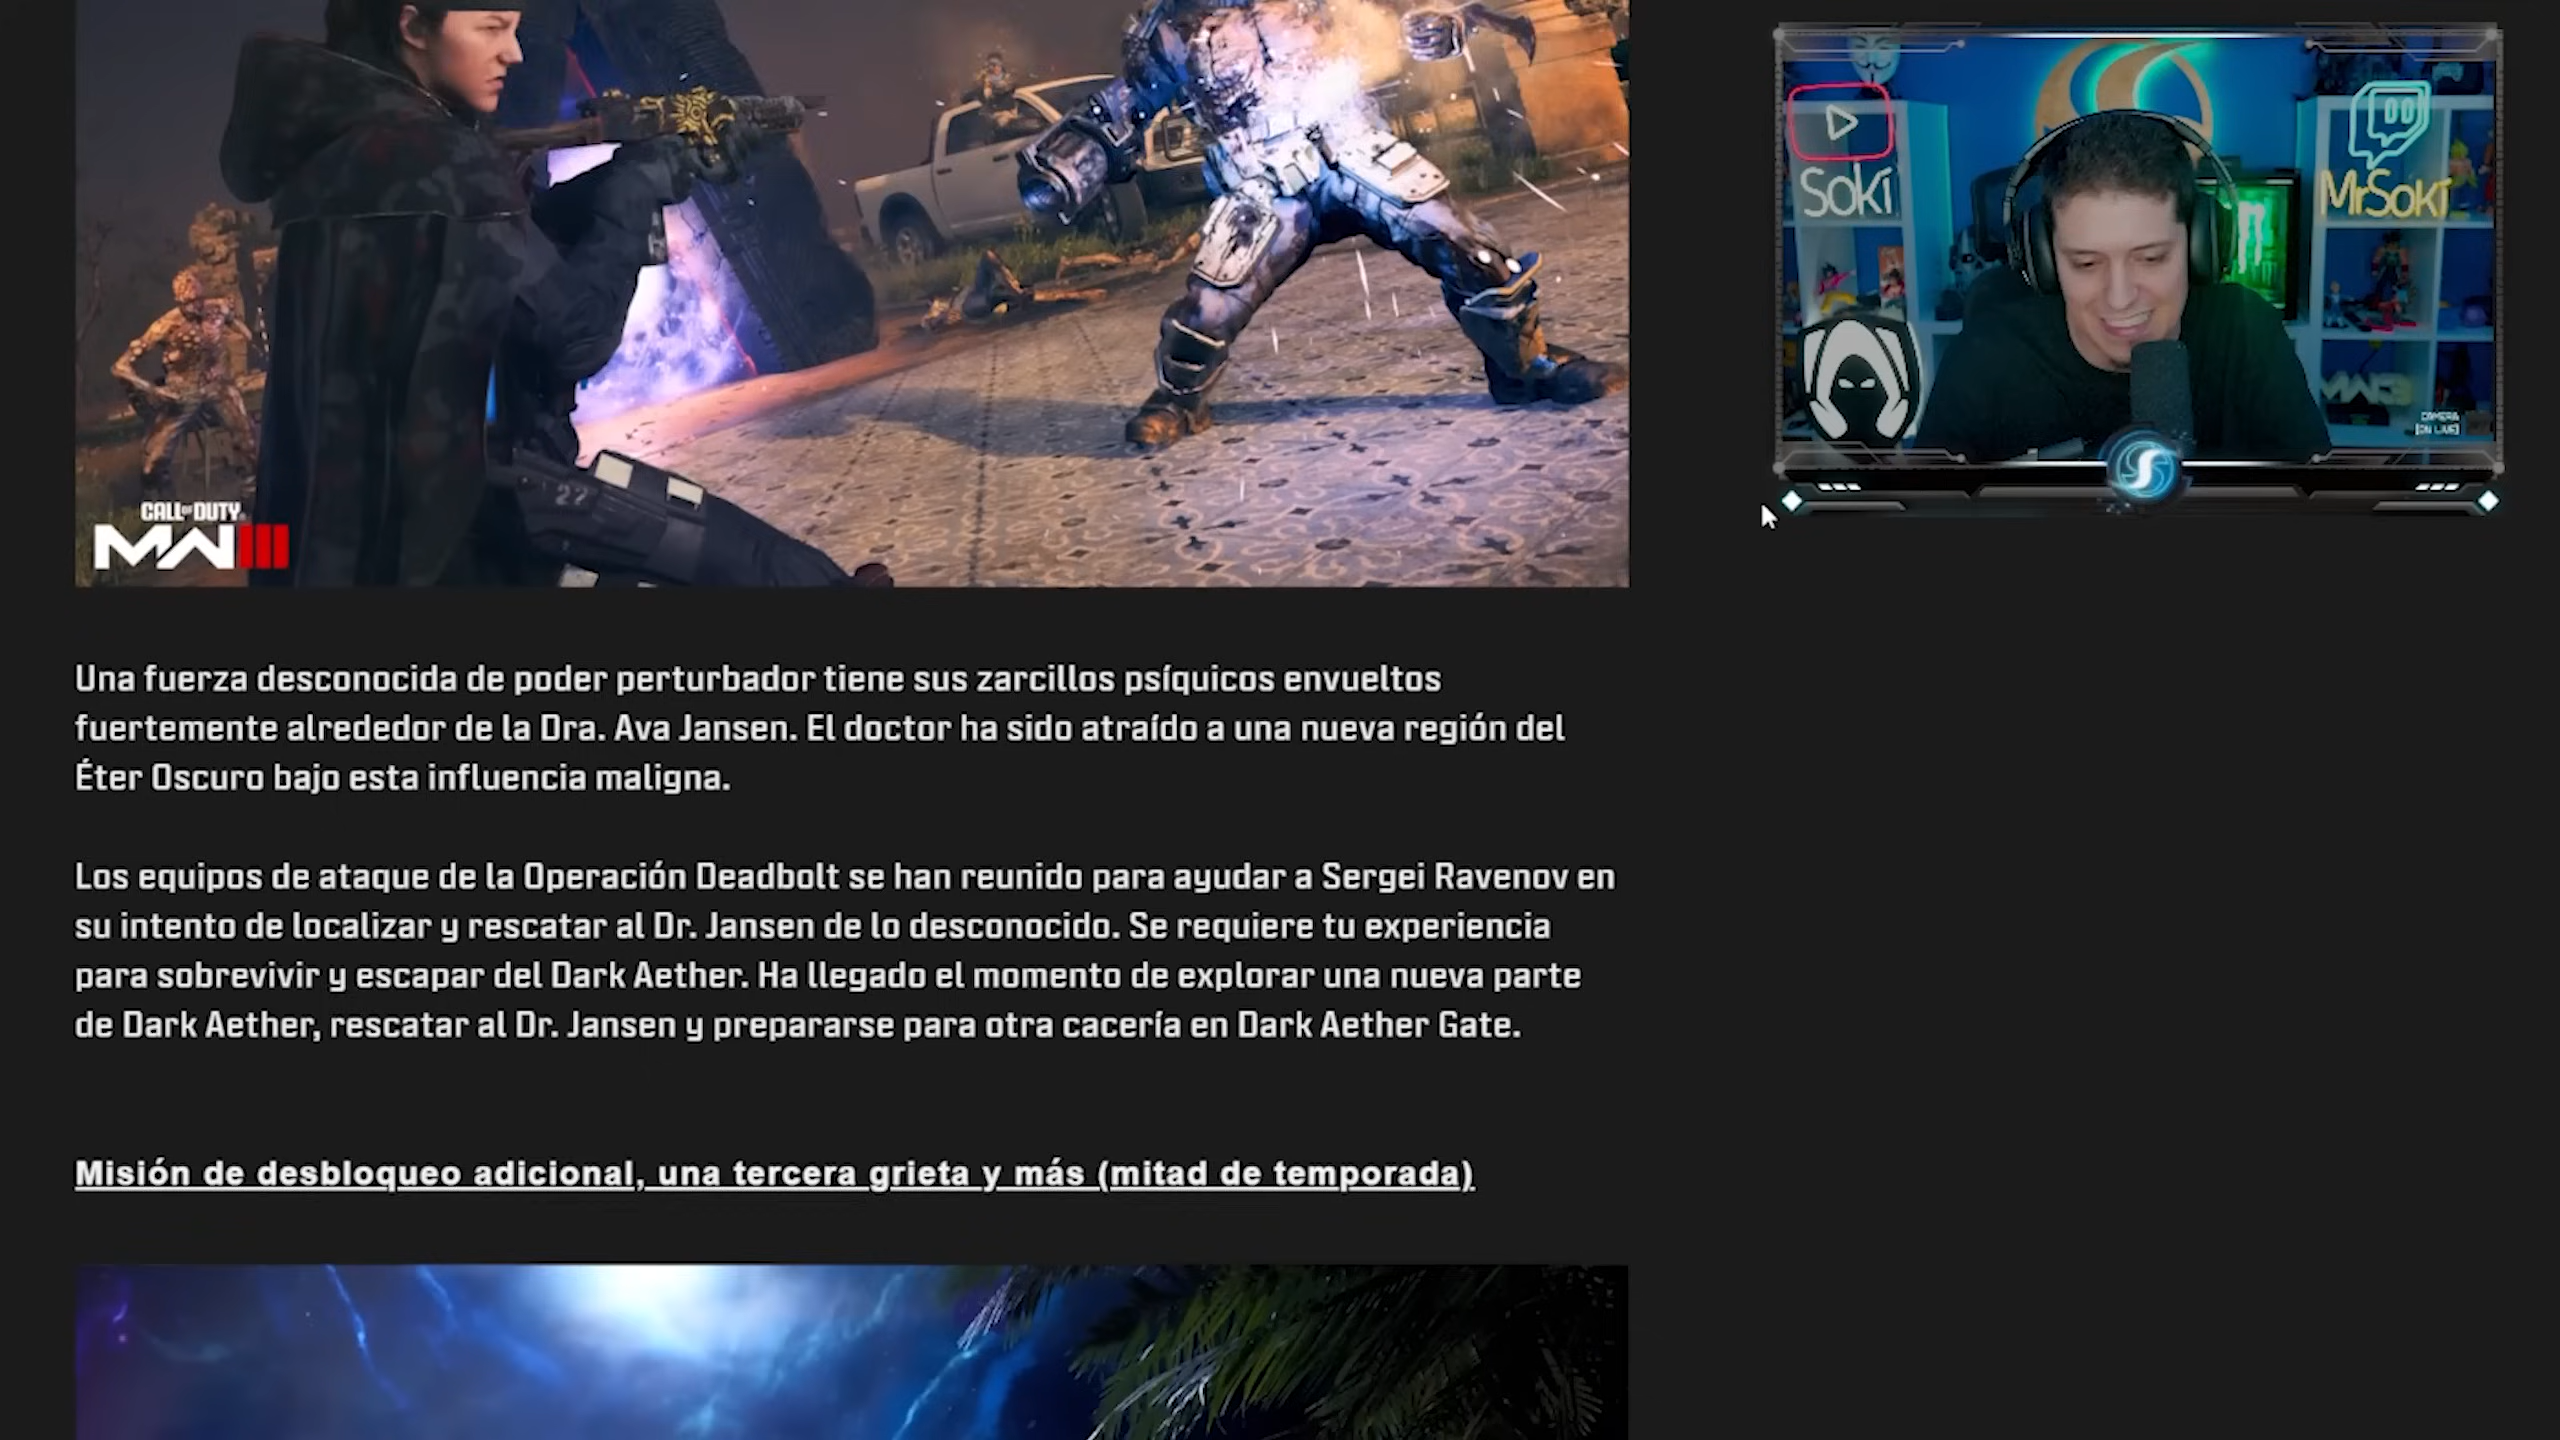 CALL OF DUTY
MWIII
27
Soki
MrSoki
MW3
CAMERA
[ON LIVE]
Una fuerza desconocida de poder perturbador tiene sus zarcillos psíquicos envueltos
fuertemente alrededor de la Dra. Ava Jansen. El doctor ha sido atraído a una nueva región del
Éter Oscuro bajo esta influencia maligna.
Los equipos de ataque de la Operación Deadbolt se han reunido para ayudar a Sergei Ravenov en
su intento de localizar y rescatar al Dr. Jansen de lo desconocido. Se requiere tu experiencia
para sobrevivir y escapar del Dark Aether. Ha llegado el momento de explorar una nueva parte
de Dark Aether, rescatar al Dr. Jansen y prepararse para otra cacería en Dark Aether Gate.
Misión de desbloqueo adicional, una tercera grieta y más (mitad de temporada)